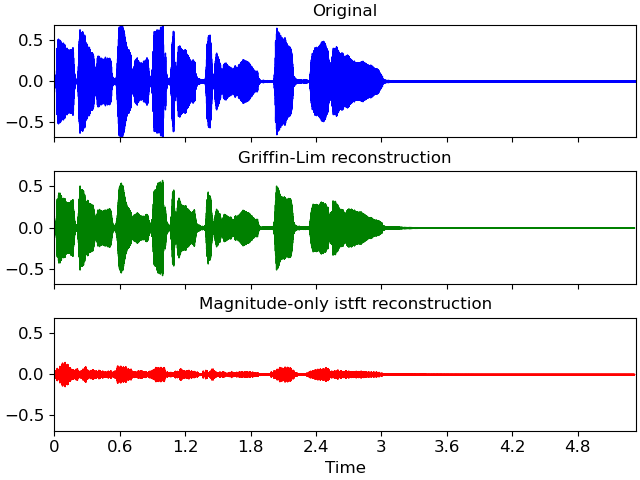 Original
0.5
0.0
−0.5
Griffin-Lim reconstruction
0.5
0.0
−0.5
Magnitude-only istft reconstruction
0.5
0.0
−0.5
0 0.6 1.2 1.8 2.4 3 3.6 4.2 4.8
Time